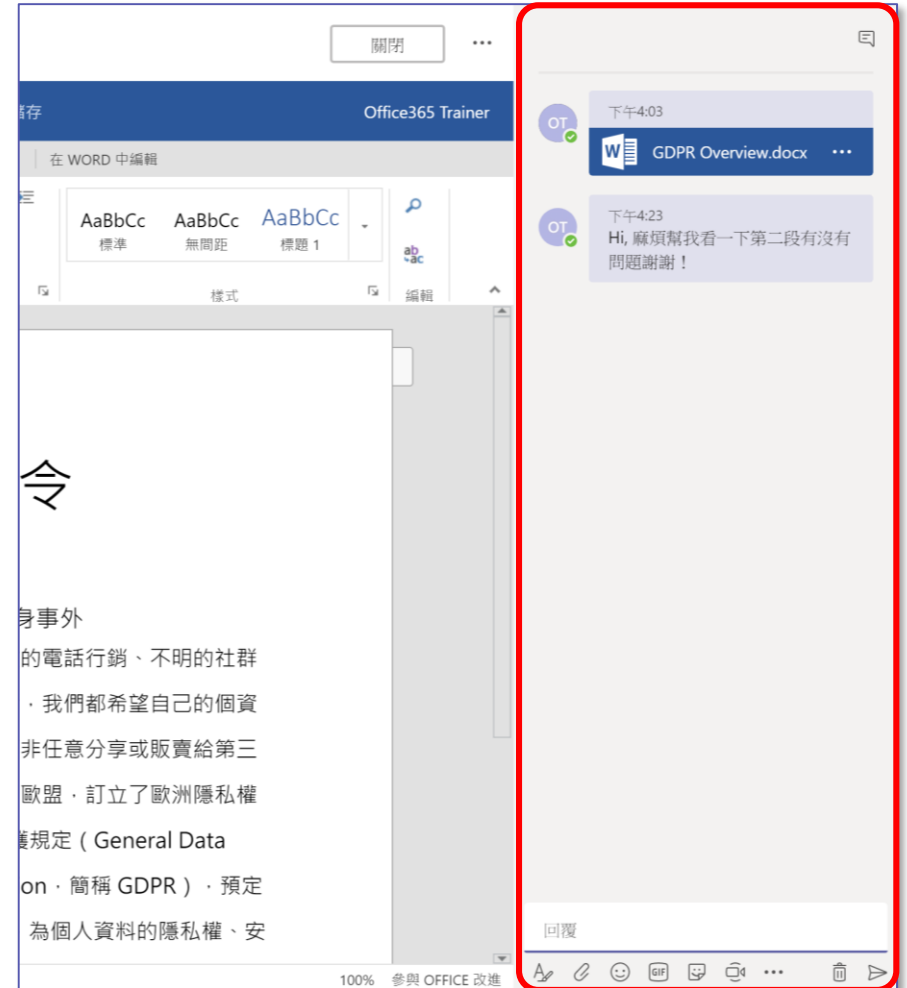 關閉
儲存
Office365 Trainer
在 WORD 中編輯
AaBbCc AaBbCc AaBbCc
標準 無間距 標題 1
樣式
編輯
令
身事外
的電話行銷、不明的社群
，我們都希望自己的個資
非任意分享或販賣給第三
歐盟，訂立了歐洲隱私權
護規定（General Data
on，簡稱 GDPR），預定
為個人資料的隱私權、安
100% 參與 OFFICE 改進
下午4:03
OT
GDPR Overview.docx
下午4:23
OT
Hi, 麻煩幫我看一下第二段有沒有
問題謝謝！
回覆
GIF